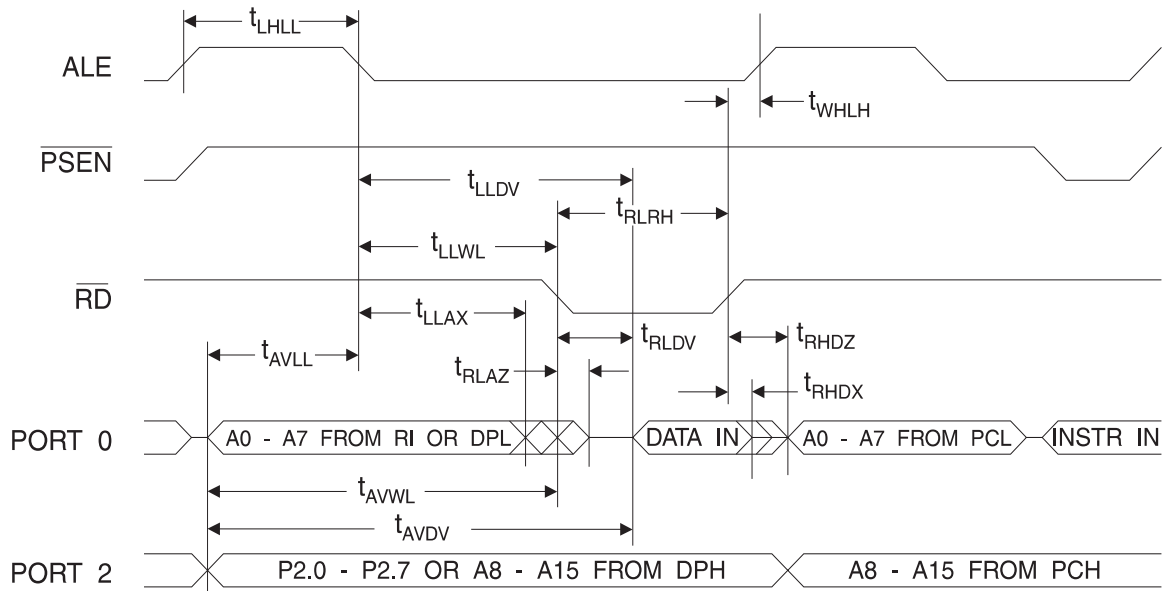 tLHLL
ALE
tWHLH
PSEN
tLLDV
tRLRH
tLLWL
RD
tLLAX
tRLDV
tRHDZ
tAVLL
tRLAZ
tRHDX
PORT 0
A0 - A7 FROM RI OR DPL
DATA IN
A0 - A7 FROM PCL
INSTR IN
tAVWL
tAVDV
PORT 2
P2.0 - P2.7 OR A8 - A15 FROM DPH
A8 - A15 FROM PCH